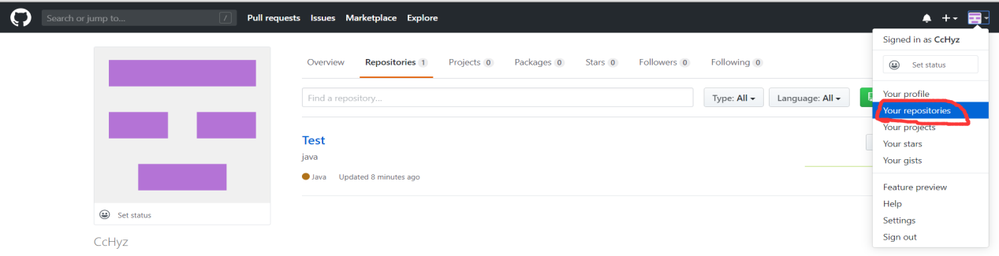 Search or jump to... / Pull requests Issues Marketplace Explore
Signed in as CcHyz
Set status
Your profile
Your repositories
Your projects
Your stars
Your gists
Feature preview
Help
Settings
Sign out
Overview Repositories 1 Projects 0 Packages 0 Stars 0 Followers 0 Following 0
Find a repository... Type: All Language: All
Test
java
Java Updated 8 minutes ago
Set status
CcHyz